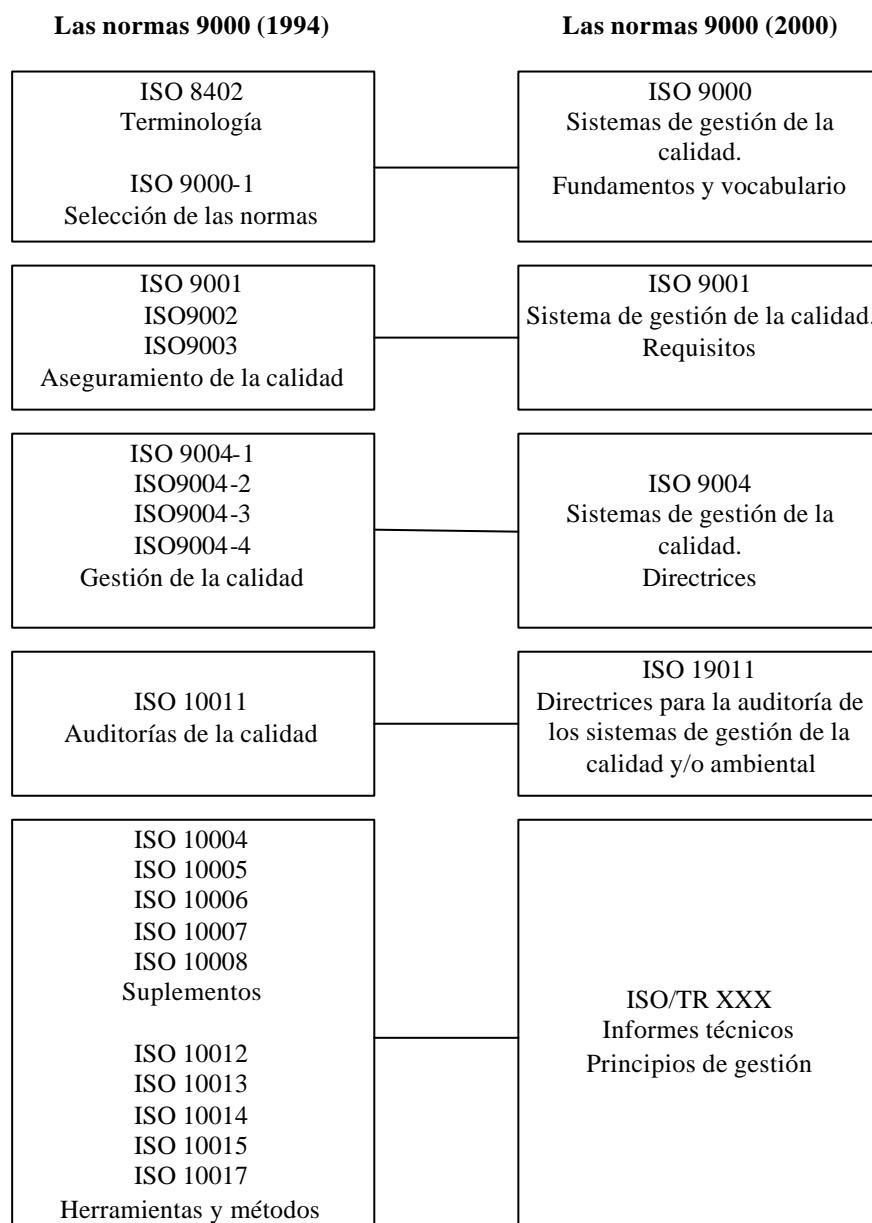 Las normas 9000 (1994)
Las normas 9000 (2000)
ISO 8402
Terminología
ISO 9000-1
Selección de las normas
ISO 9000
Sistemas de gestión de la
calidad.
Fundamentos y vocabulario
ISO 9001
ISO9002
ISO9003
Aseguramiento de la calidad
ISO 9001
Sistema de gestión de la calidad.
Requisitos
ISO 9004-1
ISO9004-2
ISO9004-3
ISO9004-4
Gestión de la calidad
ISO 9004
Sistemas de gestión de la
calidad.
Directrices
ISO 10011
Auditorías de la calidad
ISO 19011
Directrices para la auditoría de
los sistemas de gestión de la
calidad y/o ambiental
ISO 10004
ISO 10005
ISO 10006
ISO 10007
ISO 10008
Suplementos
ISO 10012
ISO 10013
ISO 10014
ISO 10015
ISO 10017
Herramientas y métodos
ISO/TR XXX
Informes técnicos
Principios de gestión